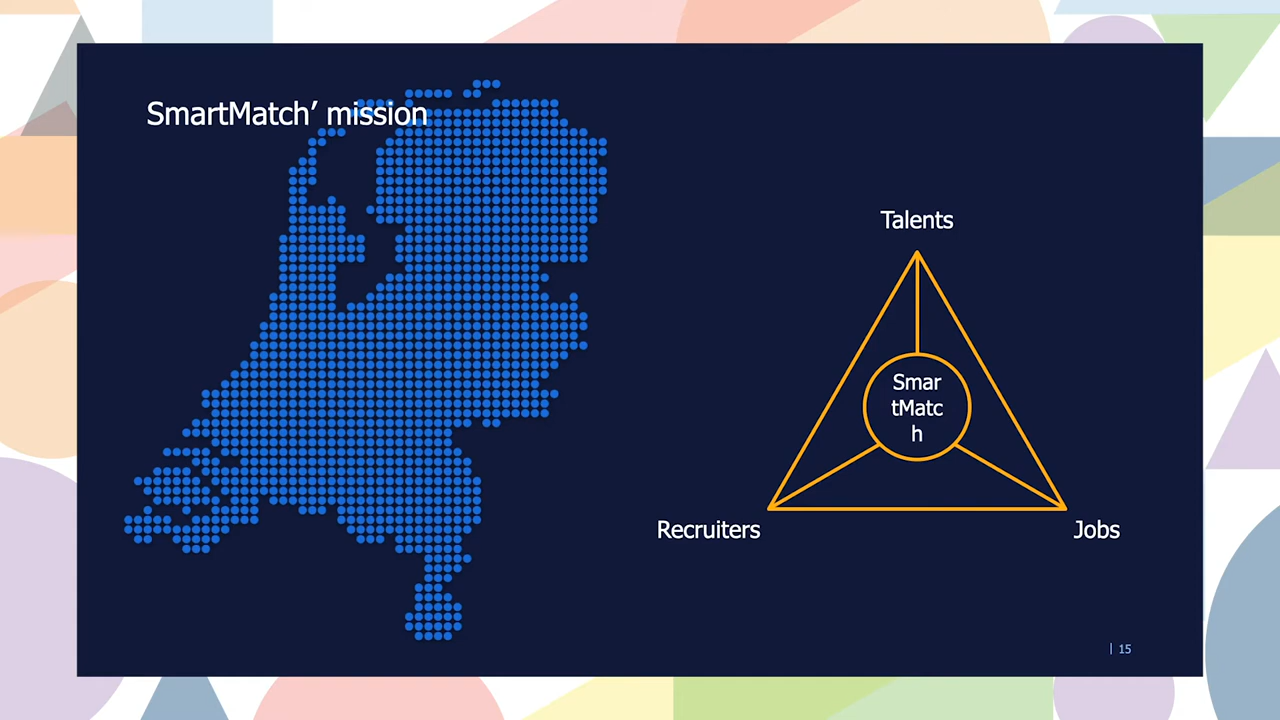 SmartMatch’ mission
Talents
Smar
tMatc
h
Recruiters
Jobs
| 15